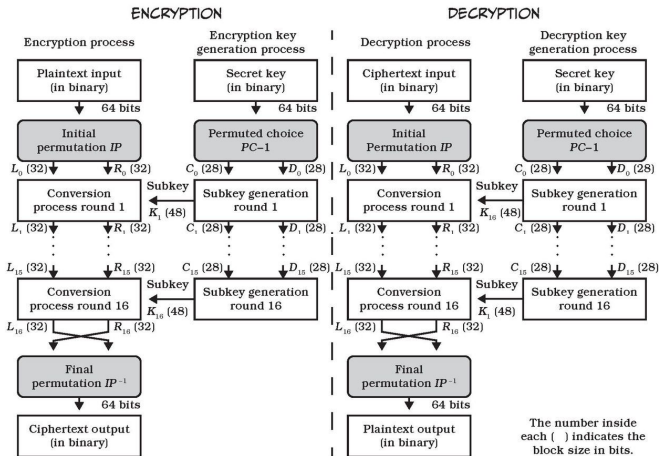 ENCRYPTION
Encryption process
Encryption key
generation process
Plaintext input
(in binary)
Secret key
(in binary)
64 bits
64 bits
Initial
permutation IP
Permuted choice
PC–1
L₀ (32)
R₀ (32)
C₀ (28)
D₀ (28)
Conversion
process round 1
Subkey
K₁ (48)
Subkey generation
round 1
L₁ (32)
R₁ (32)
C₁ (28)
D₁ (28)
L₁₅ (32)
R₁₅ (32)
C₁₅ (28)
D₁₅ (28)
Conversion
process round 16
Subkey
K₁₆ (48)
Subkey generation
round 16
L₁₆ (32)
R₁₆ (32)
Final
permutation IP⁻¹
64 bits
Ciphertext output
(in binary)
DECRYPTION
Decryption process
Decryption key
generation process
Ciphertext input
(in binary)
Secret key
(in binary)
64 bits
64 bits
Initial
Permutation IP
Permuted choice
PC–1
L₀ (32)
R₀ (32)
C₀ (28)
D₀ (28)
Conversion
process round 1
Subkey
K₁₆ (48)
Subkey generation
round 1
L₁ (32)
R₁ (32)
C₁ (28)
D₁ (28)
L₁₅ (32)
R₁₅ (32)
C₁₅ (28)
D₁₅ (28)
Conversion
process round 16
Subkey
K₁ (48)
Subkey generation
round 16
L₁₆ (32)
R₁₆ (32)
Final
permutation IP⁻¹
64 bits
Plaintext output
(in binary)
The number inside
each ( ) indicates the
block size in bits.